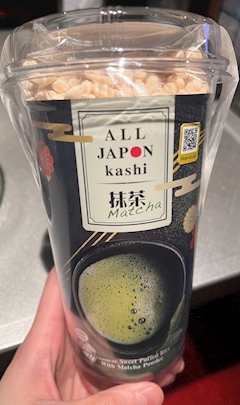 ALL
JAPON
kashi
抹茶
Matcha
Sweet Puffed Rice
With Matcha Powder